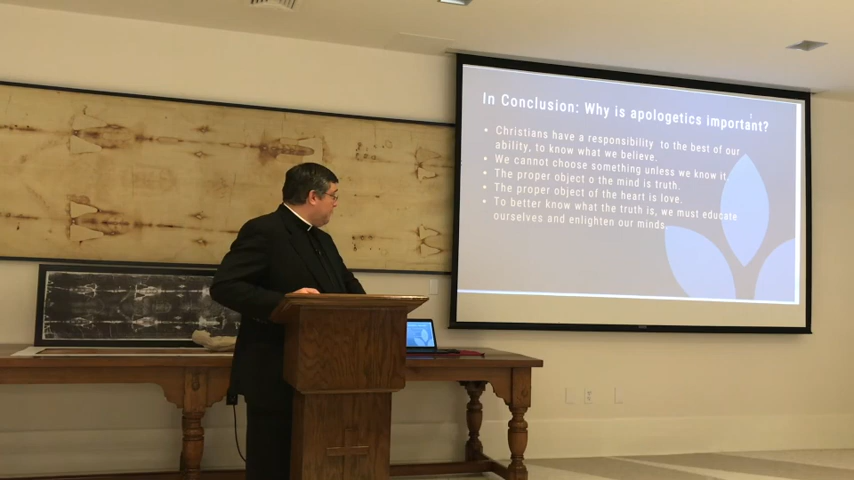 In Conclusion: Why is apologetics important?
• Christians have a responsibility to the best of our
ability, to know what we believe.
• We cannot choose something unless we know it.
• The proper object o the mind is truth.
• The proper object of the heart is love.
• To better know what the truth is, we must educate
ourselves and enlighten our minds.